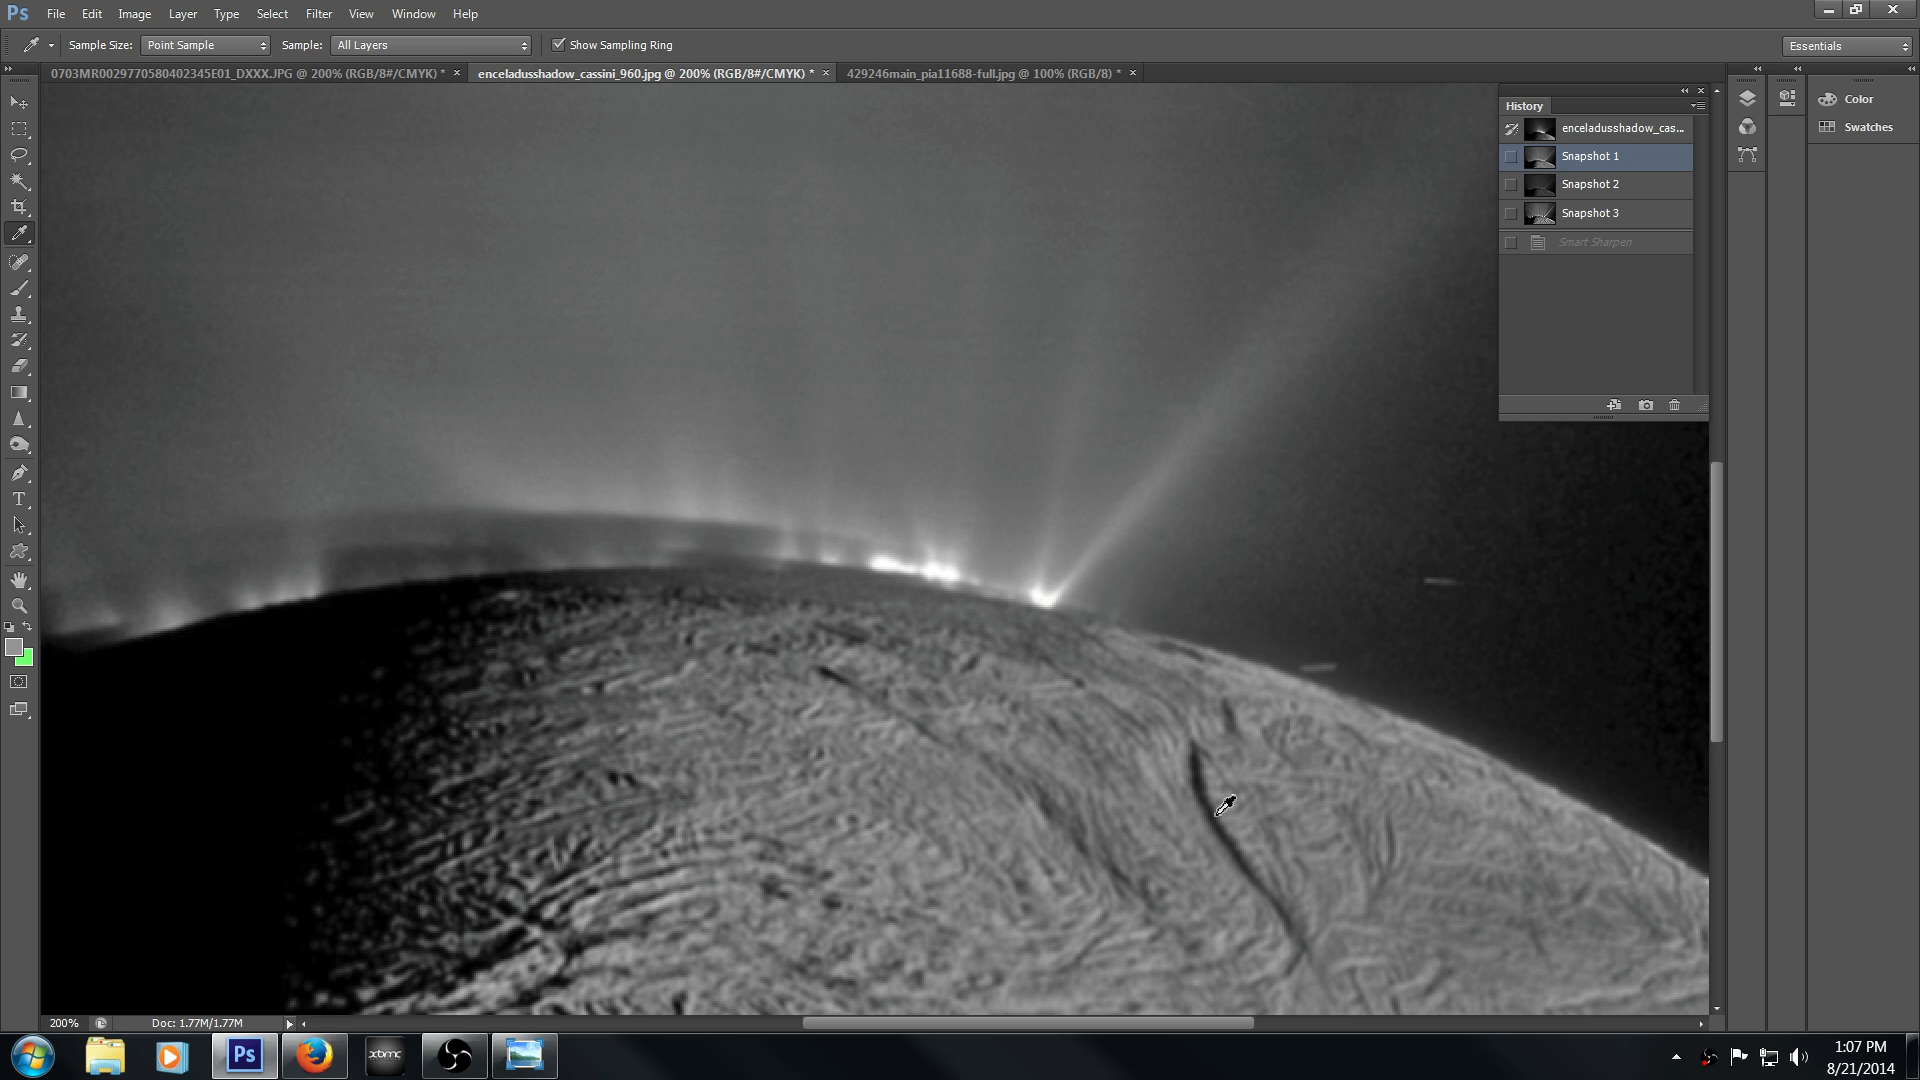 Ps File Edit Image Layer Type Select Filter View Window Help
Sample Size: Point Sample Sample: All Layers Show Sampling Ring Essentials
0703MR0029770580402345E01_DXXX.JPG @ 200% (RGB/8#/CMYK) * × enceladusshadow_cassini_960.jpg @ 200% (RGB/8#/CMYK) * × 429246main_pia11688-full.jpg @ 100% (RGB/8) * ×
History
enceladusshadow_cas...
Snapshot 1
Snapshot 2
Snapshot 3
Smart Sharpen
Color
Swatches
T
200% Doc: 1.77M/1.77M
Ps xbmc
1:07 PM
8/21/2014